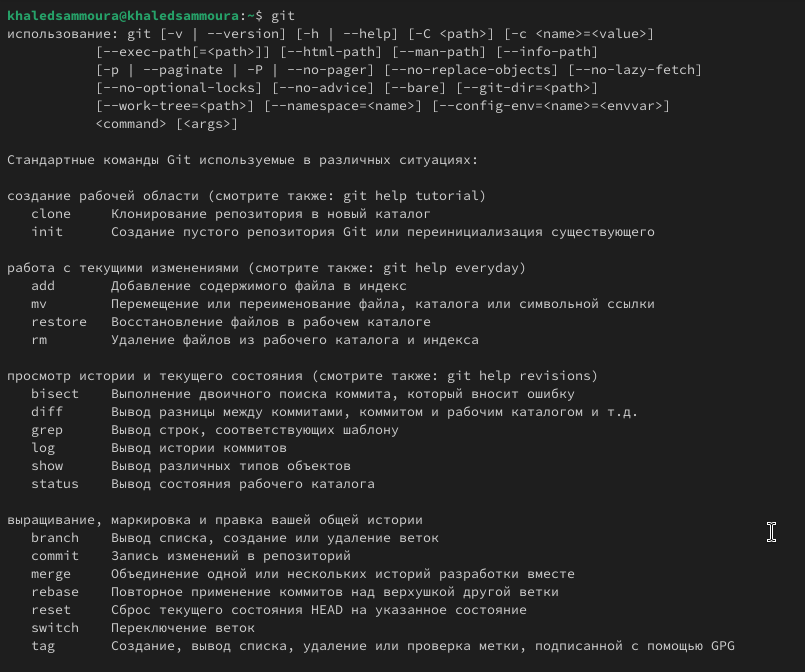 khaledsammoura@khaledsammoura:~$ git
использование: git [-v | --version] [-h | --help] [-C <path>] [-c <name>=<value>]
[--exec-path[=<path>]] [--html-path] [--man-path] [--info-path]
[-p | --paginate | -P | --no-pager] [--no-replace-objects] [--no-lazy-fetch]
[--no-optional-locks] [--no-advice] [--bare] [--git-dir=<path>]
[--work-tree=<path>] [--namespace=<name>] [--config-env=<name>=<envvar>]
<command> [<args>]
Стандартные команды Git используемые в различных ситуациях:
создание рабочей области (смотрите также: git help tutorial)
clone Клонирование репозитория в новый каталог
init Создание пустого репозитория Git или переинициализация существующего
работа с текущими изменениями (смотрите также: git help everyday)
add Добавление содержимого файла в индекс
mv Перемещение или переименование файла, каталога или символьной ссылки
restore Восстановление файлов в рабочем каталоге
rm Удаление файлов из рабочего каталога и индекса
просмотр истории и текущего состояния (смотрите также: git help revisions)
bisect Выполнение двоичного поиска коммита, который вносит ошибку
diff Вывод разницы между коммитами, коммитом и рабочим каталогом и т.д.
grep Вывод строк, соответствующих шаблону
log Вывод истории коммитов
show Вывод различных типов объектов
status Вывод состояния рабочего каталога
выращивание, маркировка и правка вашей общей истории
branch Вывод списка, создание или удаление веток
commit Запись изменений в репозиторий
merge Объединение одной или нескольких историй разработки вместе
rebase Повторное применение коммитов над верхушкой другой ветки
reset Сброс текущего состояния HEAD на указанное состояние
switch Переключение веток
tag Создание, вывод списка, удаление или проверка метки, подписанной с помощью GPG